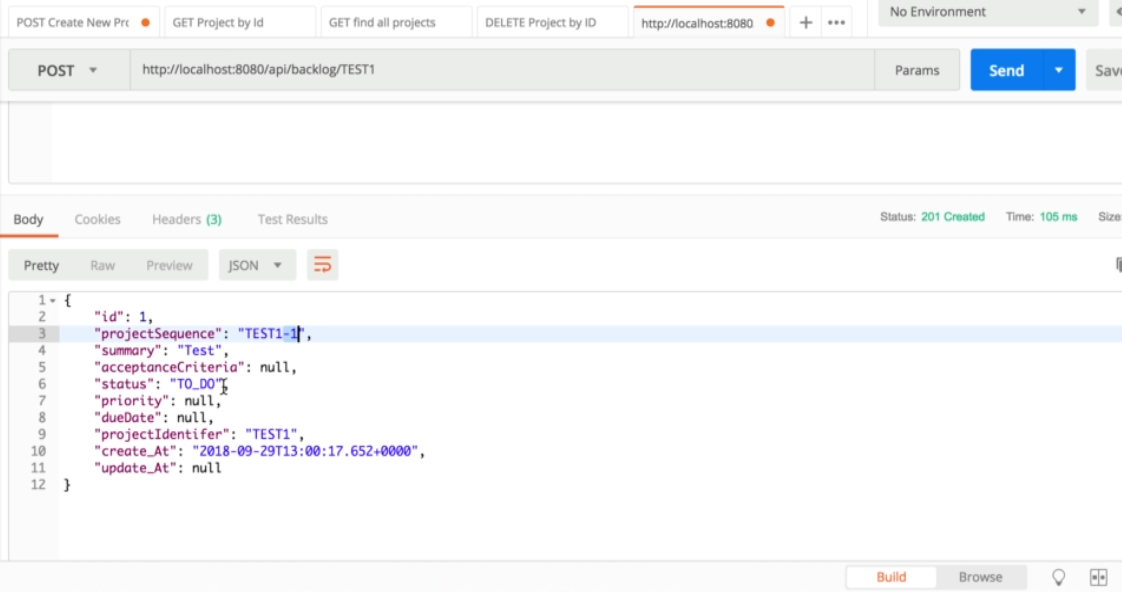 POST Create New Pro GET Project by Id GET find all projects DELETE Project by ID http://localhost:8080 + ••• No Environment
POST http://localhost:8080/api/backlog/TEST1 Params Send Save
Body Cookies Headers (3) Test Results Status: 201 Created Time: 105 ms Size:
Pretty Raw Preview JSON
1 {
2 "id": 1,
3 "projectSequence": "TEST1-1",
4 "summary": "Test",
5 "acceptanceCriteria": null,
6 "status": "TO_DO",
7 "priority": null,
8 "dueDate": null,
9 "projectIdentifer": "TEST1",
10 "create_At": "2018-09-29T13:00:17.652+0000",
11 "update_At": null
12 }
Build Browse